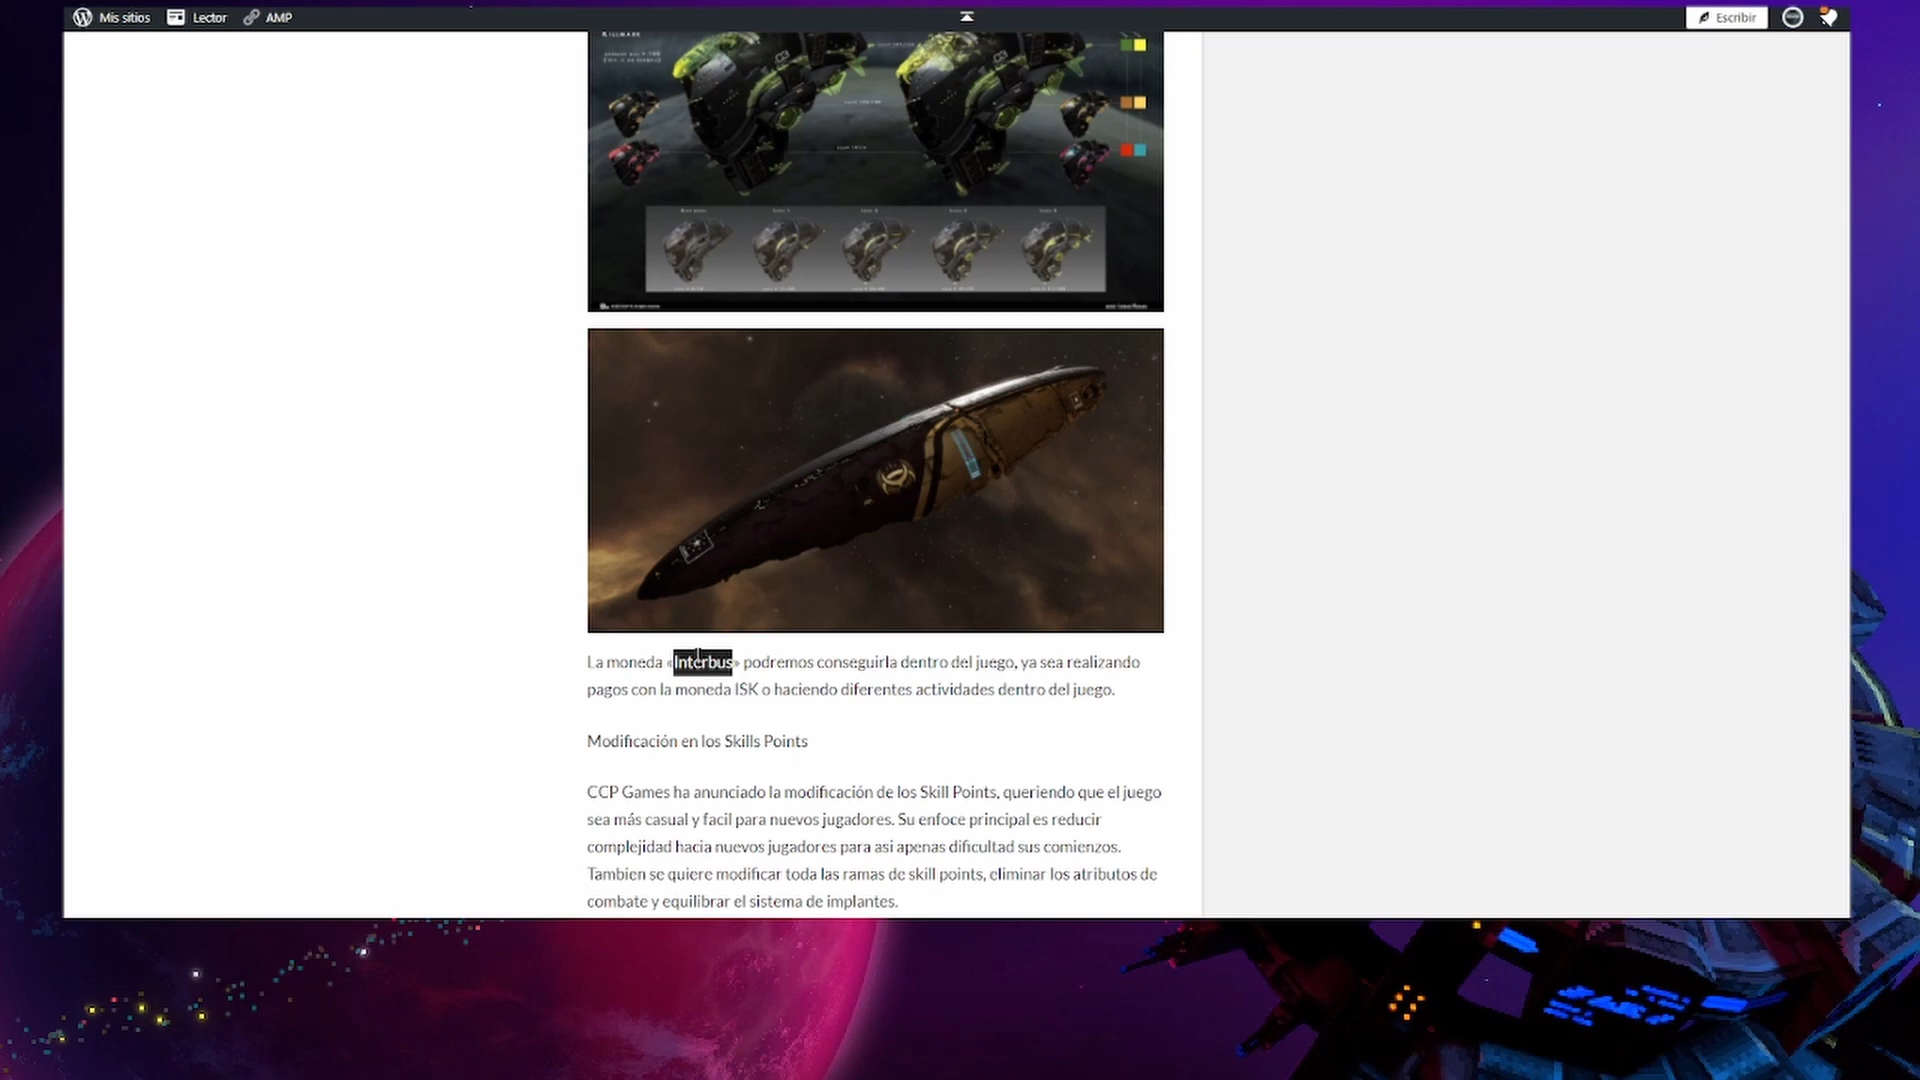 Mis sitios Lector AMP Escribir
KILLMARK
La moneda «Interbus» podremos conseguirla dentro del juego, ya sea realizando
pagos con la moneda ISK o haciendo diferentes actividades dentro del juego.
Modificación en los Skills Points
CCP Games ha anunciado la modificación de los Skill Points, queriendo que el juego
sea más casual y facil para nuevos jugadores. Su enfoce principal es reducir
complejidad hacia nuevos jugadores para asi apenas dificultad sus comienzos.
Tambien se quiere modificar toda las ramas de skill points, eliminar los atributos de
combate y equilibrar el sistema de implantes.